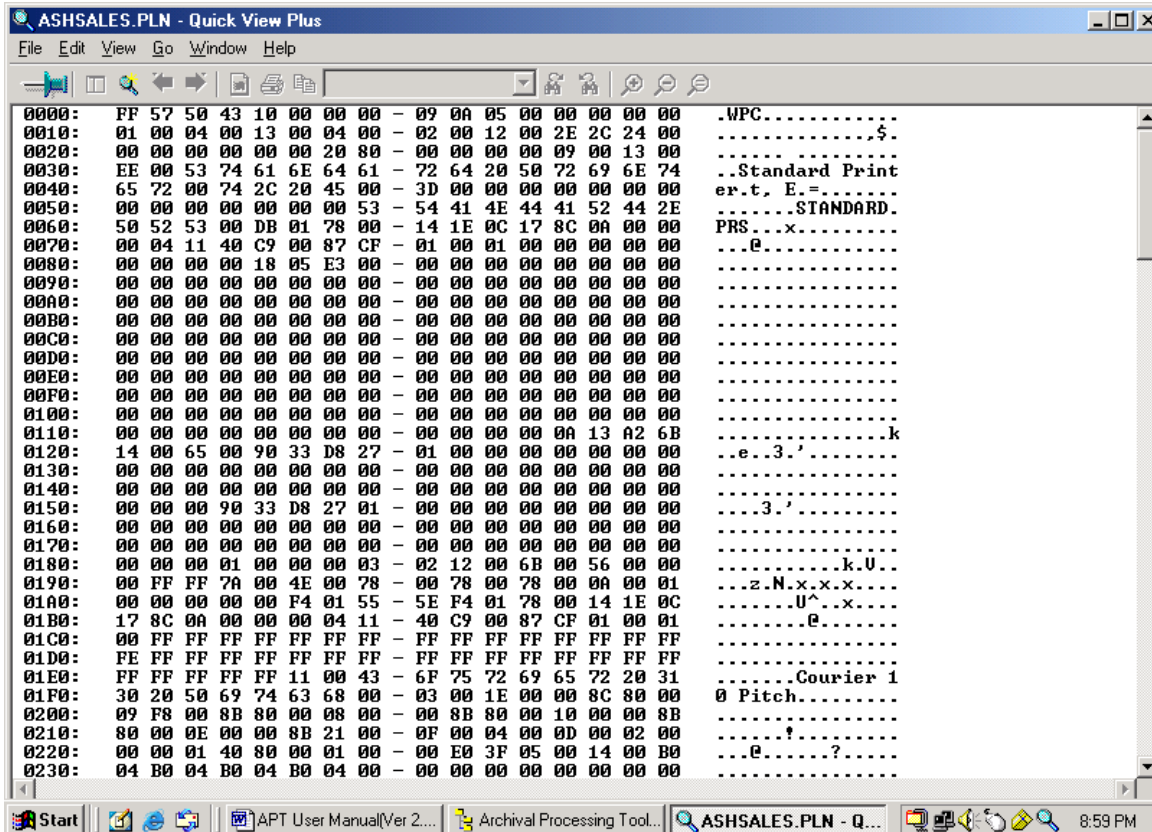 ASHSALES.PLN - Quick View Plus
File Edit View Go Window Help
0000: FF 57 50 43 10 00 00 00 - 09 0A 05 00 00 00 00 00 .WPC............
0010: 01 00 04 00 13 00 04 00 - 02 00 12 00 2E 2C 24 00 .............,$.
0020: 00 00 00 00 00 00 20 80 - 00 00 00 00 09 00 13 00 ...... .........
0030: EE 00 53 74 61 6E 64 61 - 72 64 20 50 72 69 6E 74 ..Standard Print
0040: 65 72 00 74 2C 20 45 00 - 3D 00 00 00 00 00 00 00 er.t, E.=.......
0050: 00 00 00 00 00 00 00 53 - 54 41 4E 44 41 52 44 2E .......STANDARD.
0060: 50 52 53 00 DB 01 78 00 - 14 1E 0C 17 8C 0A 00 00 PRS...x.........
0070: 00 04 11 40 C9 00 87 CF - 01 00 01 00 00 00 00 00 ...@............
0080: 00 00 00 00 18 05 E3 00 - 00 00 00 00 00 00 00 00 ................
0090: 00 00 00 00 00 00 00 00 - 00 00 00 00 00 00 00 00 ................
00A0: 00 00 00 00 00 00 00 00 - 00 00 00 00 00 00 00 00 ................
00B0: 00 00 00 00 00 00 00 00 - 00 00 00 00 00 00 00 00 ................
00C0: 00 00 00 00 00 00 00 00 - 00 00 00 00 00 00 00 00 ................
00D0: 00 00 00 00 00 00 00 00 - 00 00 00 00 00 00 00 00 ................
00E0: 00 00 00 00 00 00 00 00 - 00 00 00 00 00 00 00 00 ................
00F0: 00 00 00 00 00 00 00 00 - 00 00 00 00 00 00 00 00 ................
0100: 00 00 00 00 00 00 00 00 - 00 00 00 00 00 00 00 00 ................
0110: 00 00 00 00 00 00 00 00 - 00 00 00 00 0A 13 A2 6B ...............k
0120: 14 00 65 00 90 33 D8 27 - 01 00 00 00 00 00 00 00 ..e..3.'........
0130: 00 00 00 00 00 00 00 00 - 00 00 00 00 00 00 00 00 ................
0140: 00 00 00 00 00 00 00 00 - 00 00 00 00 00 00 00 00 ................
0150: 00 00 00 90 33 D8 27 01 - 00 00 00 00 00 00 00 00 ....3.'.........
0160: 00 00 00 00 00 00 00 00 - 00 00 00 00 00 00 00 00 ................
0170: 00 00 00 00 00 00 00 00 - 00 00 00 00 00 00 00 00 ................
0180: 00 00 00 01 00 00 00 03 - 02 12 00 6B 00 56 00 00 ...........k.V..
0190: 00 FF FF 7A 00 4E 00 78 - 00 78 00 78 00 0A 00 01 ...z.N.x.x.x....
01A0: 00 00 00 00 00 F4 01 55 - 5E F4 01 78 00 14 1E 0C .......U^..x....
01B0: 17 8C 0A 00 00 00 04 11 - 40 C9 00 87 CF 01 00 01 ........@.......
01C0: 00 FF FF FF FF FF FF FF - FF FF FF FF FF FF FF FF ................
01D0: FE FF FF FF FF FF FF FF - FF FF FF FF FF FF FF FF ................
01E0: FF FF FF FF FF 11 00 43 - 6F 75 72 69 65 72 20 31 .......Courier 1
01F0: 30 20 50 69 74 63 68 00 - 03 00 1E 00 00 8C 80 00 0 Pitch.........
0200: 09 F8 00 8B 80 00 08 00 - 00 8B 80 00 10 00 00 8B ................
0210: 80 00 0E 00 00 8B 21 00 - 0F 00 04 00 0D 00 02 00 ......!.........
0220: 00 00 01 40 80 00 01 00 - 00 E0 3F 05 00 14 00 B0 ...@......?.....
0230: 04 B0 04 B0 04 B0 04 00 - 00 00 00 00 00 00 00 00 ................
Start APT User Manual(Ver 2.... Archival Processing Tool... ASHSALES.PLN - Q... 8:59 PM